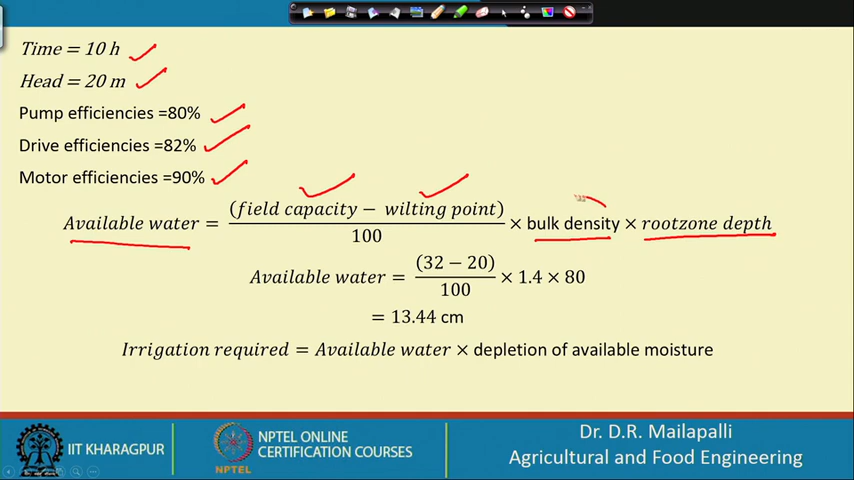 Time = 10 h
Head = 20 m
Pump efficiencies =80%
Drive efficiencies =82%
Motor efficiencies =90%
Available water = (field capacity − wilting point) / 100 × bulk density × rootzone depth
Available water = (32 − 20) / 100 × 1.4 × 80
= 13.44 cm
Irrigation required = Available water × depletion of available moisture
IIT KHARAGPUR
NPTEL
NPTEL ONLINE
CERTIFICATION COURSES
Dr. D.R. Mailapalli
Agricultural and Food Engineering